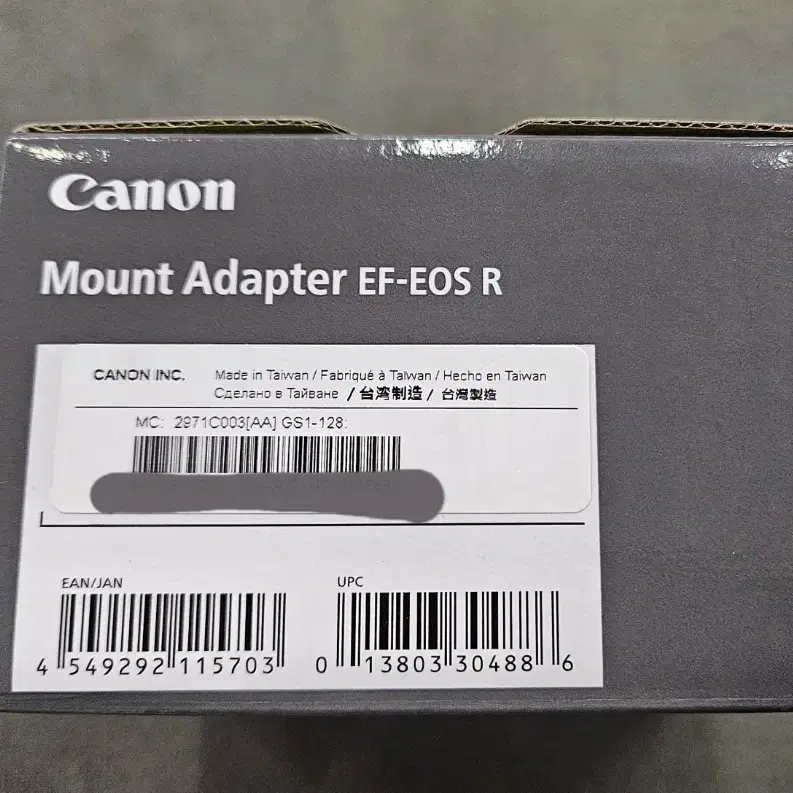 Canon
Mount Adapter EF-EOS R
CANON INC. Made in Taiwan / Fabriqué à Taïwan / Hecho en Taiwan
Сделано в Тайване / 台湾制造 / 台灣製造
MC: 2971C003[AA] GS1-128:
EAN/JAN UPC
4 549292 115703 0 13803 30488 6